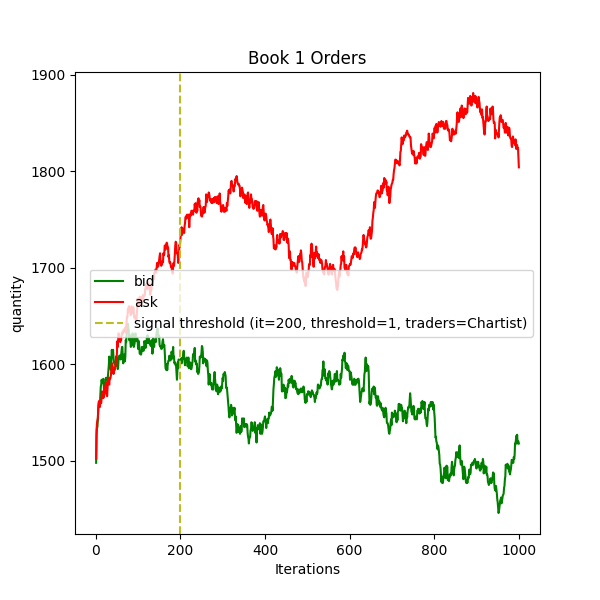 Book 1 Orders
1900
1800
1700
1600
1500
quantity
bid
ask
signal threshold (it=200, threshold=1, traders=Chartist)
0 200 400 600 800 1000
Iterations